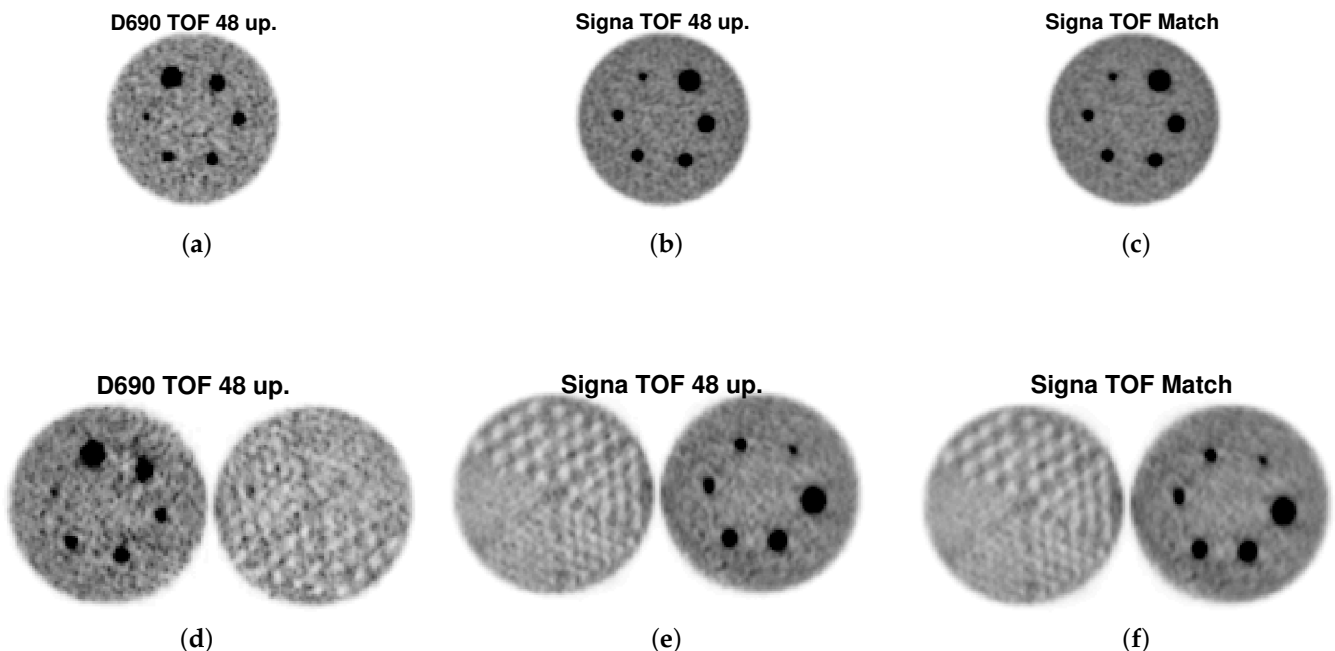 D690 TOF 48 up.
Signa TOF 48 up.
Signa TOF Match
(a)
(b)
(c)
D690 TOF 48 up.
Signa TOF 48 up.
Signa TOF Match
(d)
(e)
(f)